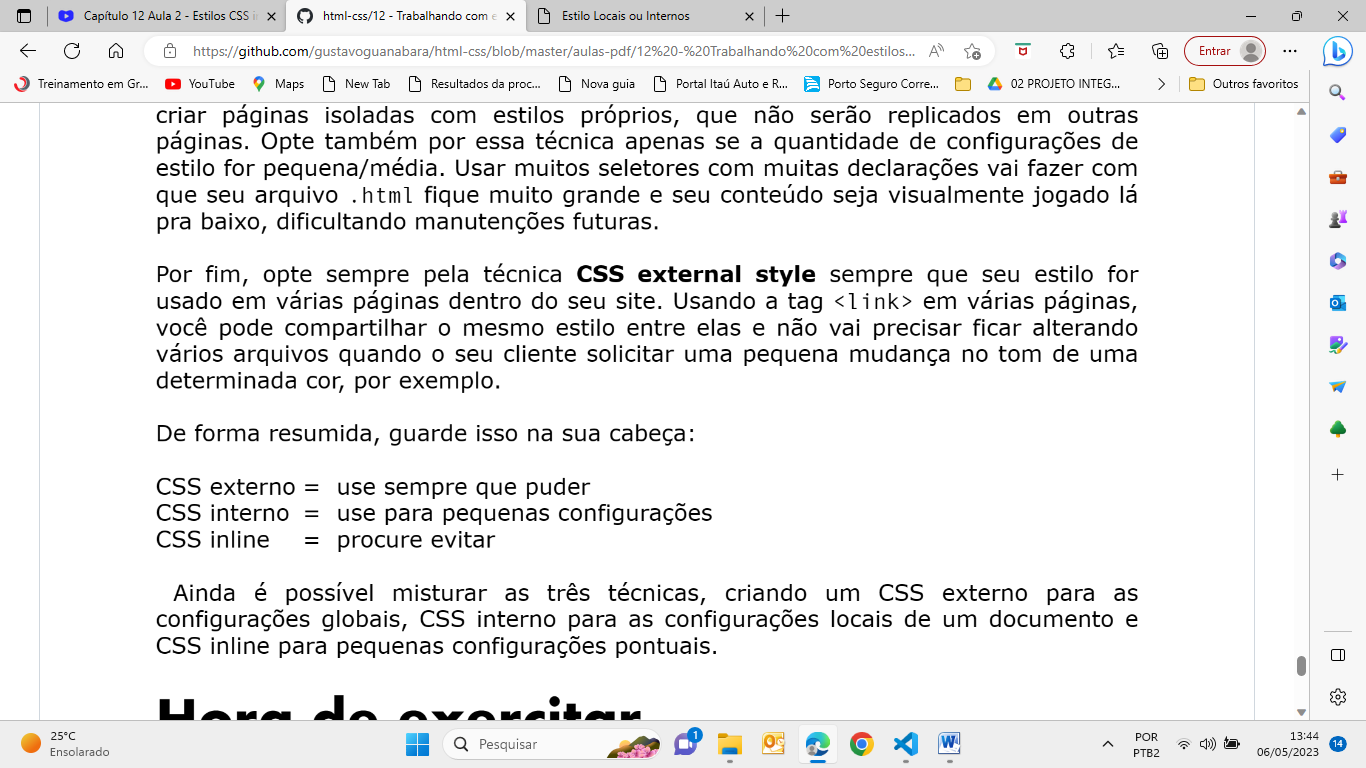 Capítulo 12 Aula 2 - Estilos CSS in
html-css/12 - Trabalhando com e
Estilo Locais ou Internos
https://github.com/gustavoguanabara/html-css/blob/master/aulas-pdf/12%20-%20Trabalhando%20com%20estilos...
Entrar
Treinamento em Gr...
YouTube
Maps
New Tab
Resultados da proc...
Nova guia
Portal Itaú Auto e R...
Porto Seguro Corre...
02 PROJETO INTEG...
Outros favoritos
criar páginas isoladas com estilos próprios, que não serão replicados em outras
páginas. Opte também por essa técnica apenas se a quantidade de configurações de
estilo for pequena/média. Usar muitos seletores com muitas declarações vai fazer com
que seu arquivo .html fique muito grande e seu conteúdo seja visualmente jogado lá
pra baixo, dificultando manutenções futuras.
Por fim, opte sempre pela técnica CSS external style sempre que seu estilo for
usado em várias páginas dentro do seu site. Usando a tag <link> em várias páginas,
você pode compartilhar o mesmo estilo entre elas e não vai precisar ficar alterando
vários arquivos quando o seu cliente solicitar uma pequena mudança no tom de uma
determinada cor, por exemplo.
De forma resumida, guarde isso na sua cabeça:
CSS externo = use sempre que puder
CSS interno = use para pequenas configurações
CSS inline = procure evitar
Ainda é possível misturar as três técnicas, criando um CSS externo para as
configurações globais, CSS interno para as configurações locais de um documento e
CSS inline para pequenas configurações pontuais.
Hora de exercitar
25°C
Ensolarado
Pesquisar
1
POR
PTB2
13:44
06/05/2023
14